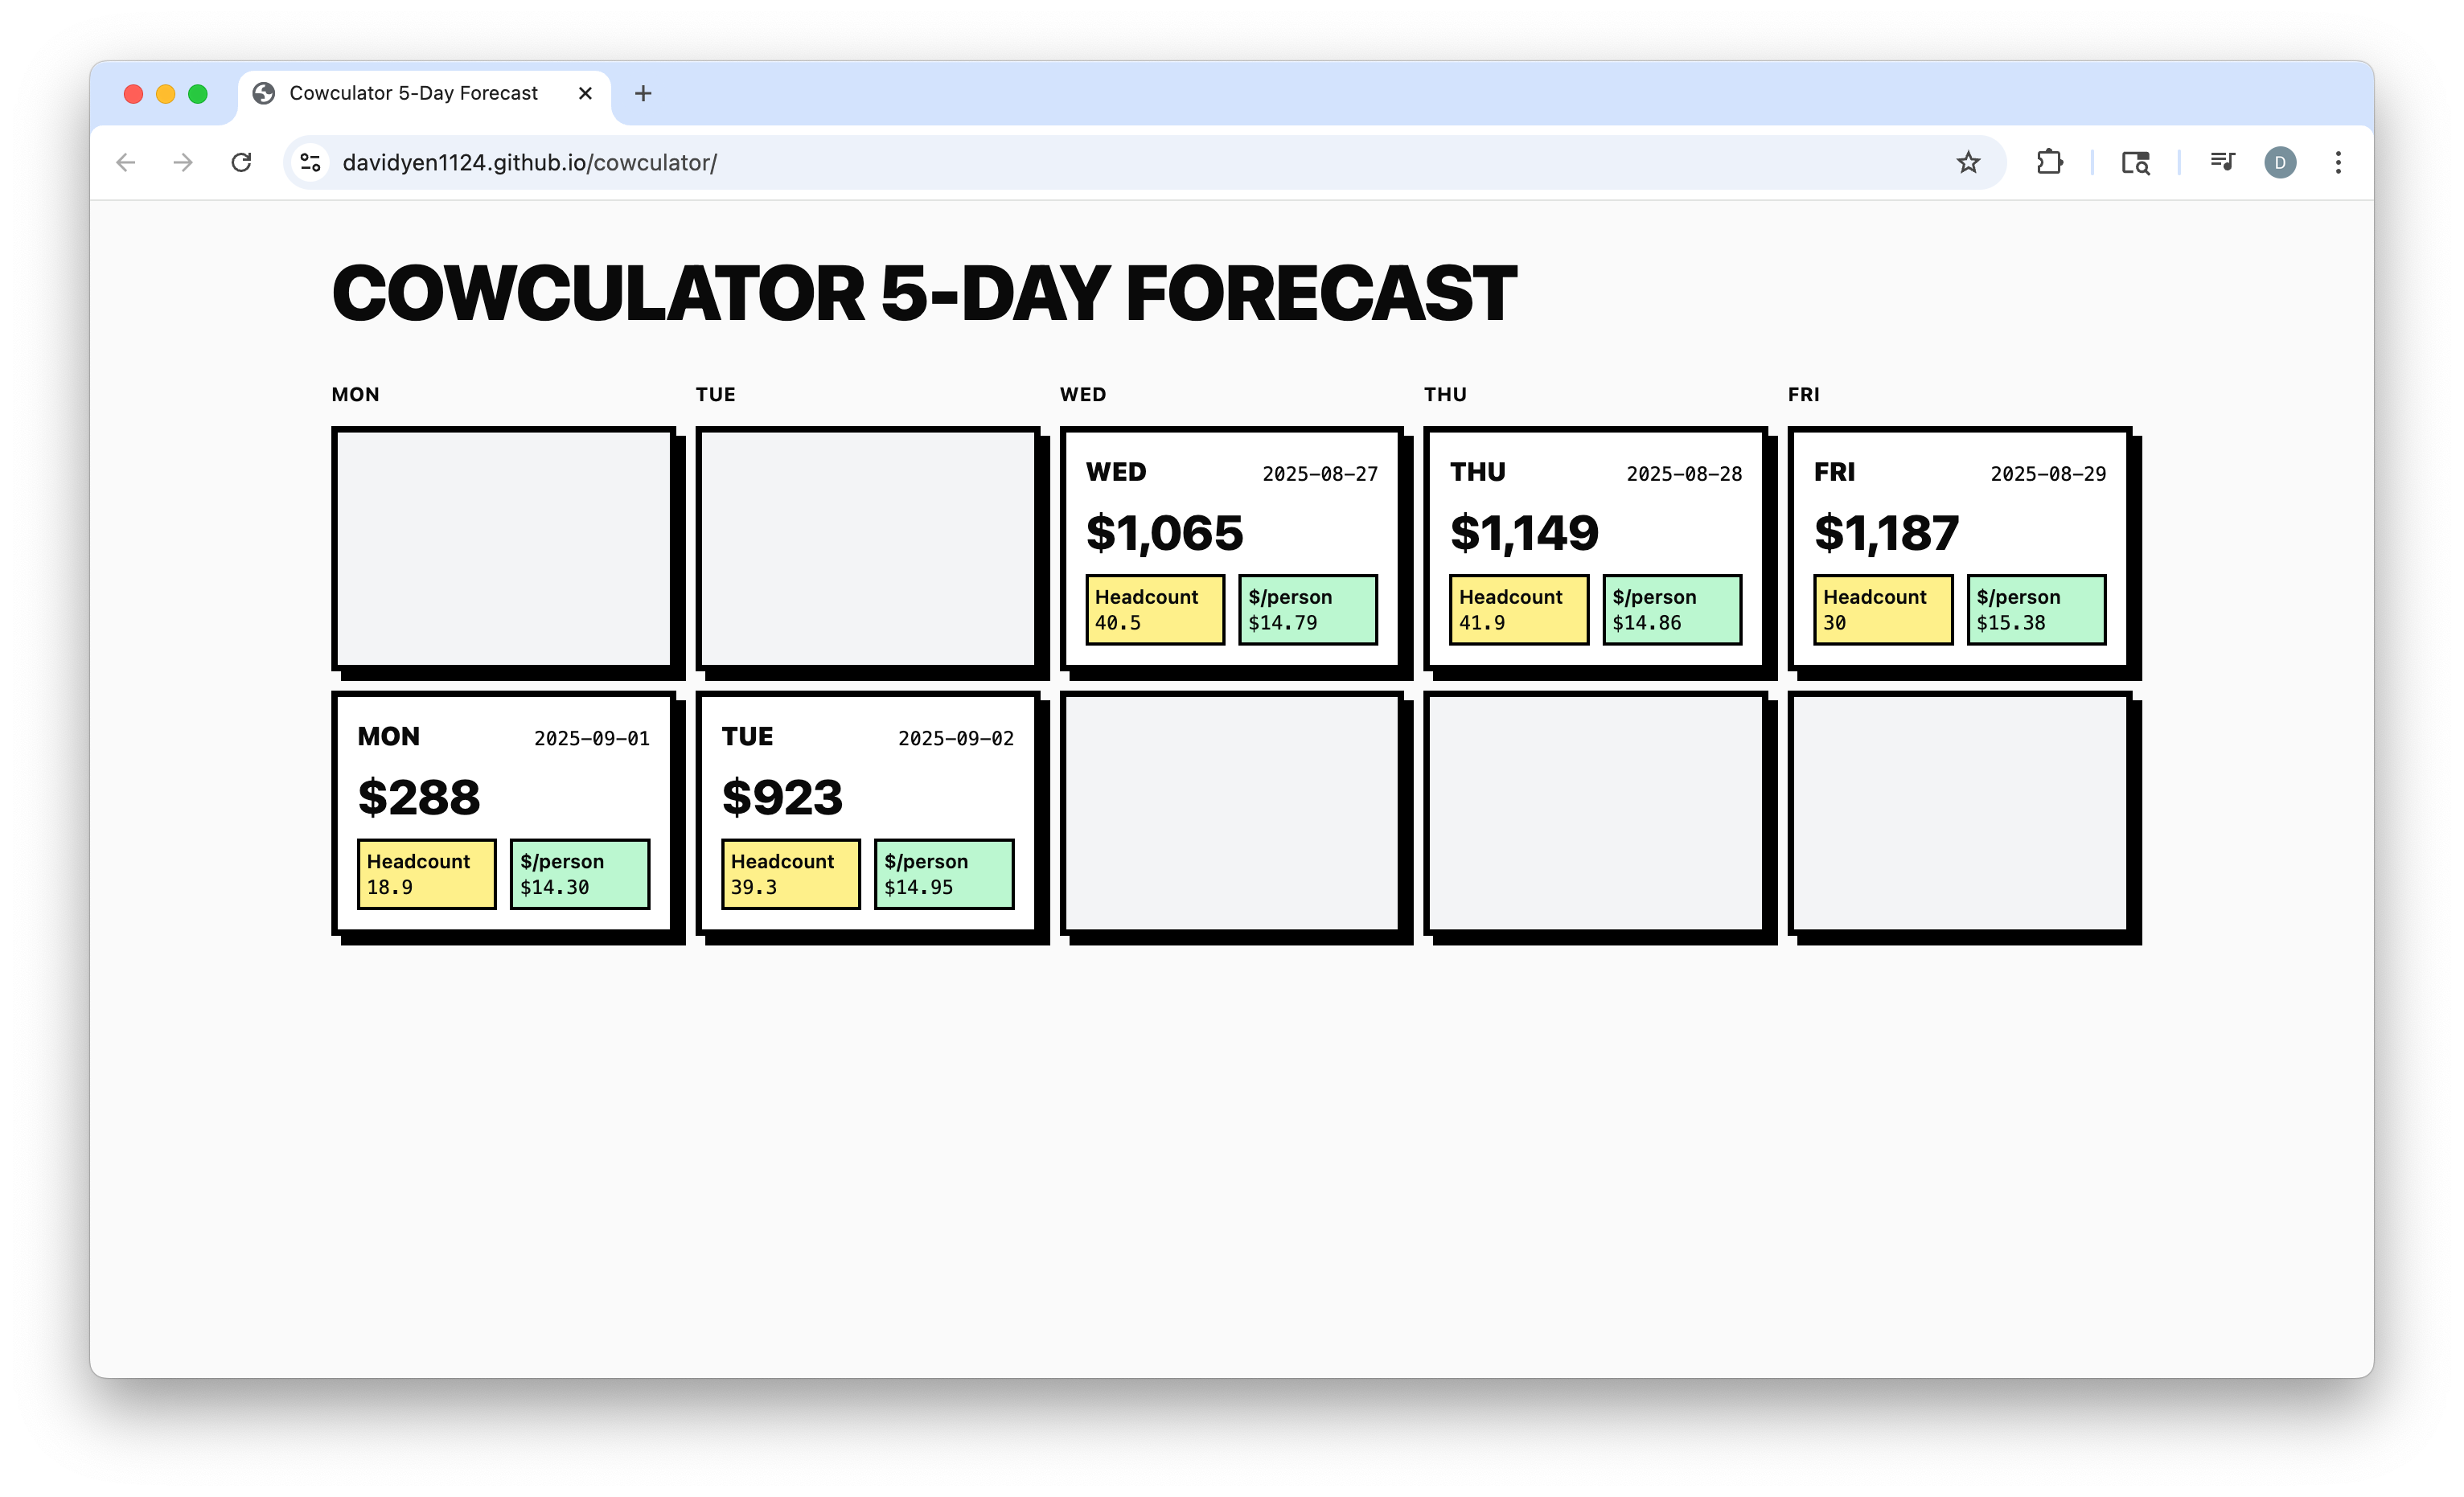 Cowculator 5-Day Forecast
davidyen1124.github.io/cowculator/
D
COWCULATOR 5-DAY FORECAST
MON TUE WED THU FRI
WED 2025-08-27
$1,065
Headcount $/person
40.5 $14.79
THU 2025-08-28
$1,149
Headcount $/person
41.9 $14.86
FRI 2025-08-29
$1,187
Headcount $/person
30 $15.38
MON 2025-09-01
$288
Headcount $/person
18.9 $14.30
TUE 2025-09-02
$923
Headcount $/person
39.3 $14.95